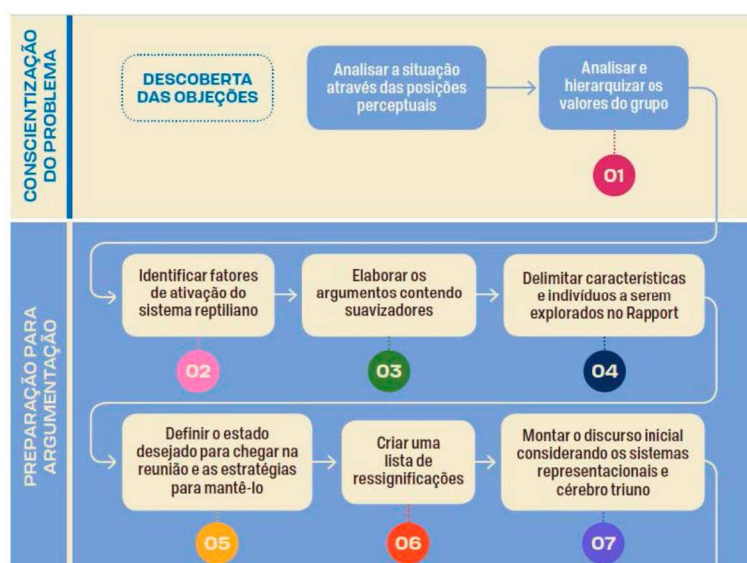 CONSCIENTIZAÇÃO
DO PROBLEMA
DESCOBERTA
DAS OBJEÇÕES
Analisar a situação
através das posições
perceptuais
Analisar e
hierarquizar os
valores do grupo
01
PREPARAÇÃO PARA
ARGUMENTAÇÃO
Identificar fatores
de ativação do
sistema reptiliano
02
Elaborar os
argumentos contendo
suavizadores
03
Delimitar características
e indivíduos a serem
explorados no Rapport
04
Definir o estado
desejado para chegar na
reunião e as estratégias
para mantê-lo
05
Criar uma
lista de
ressignificações
06
Montar o discurso inicial
considerando os sistemas
representacionais e
cérebro triuno
07